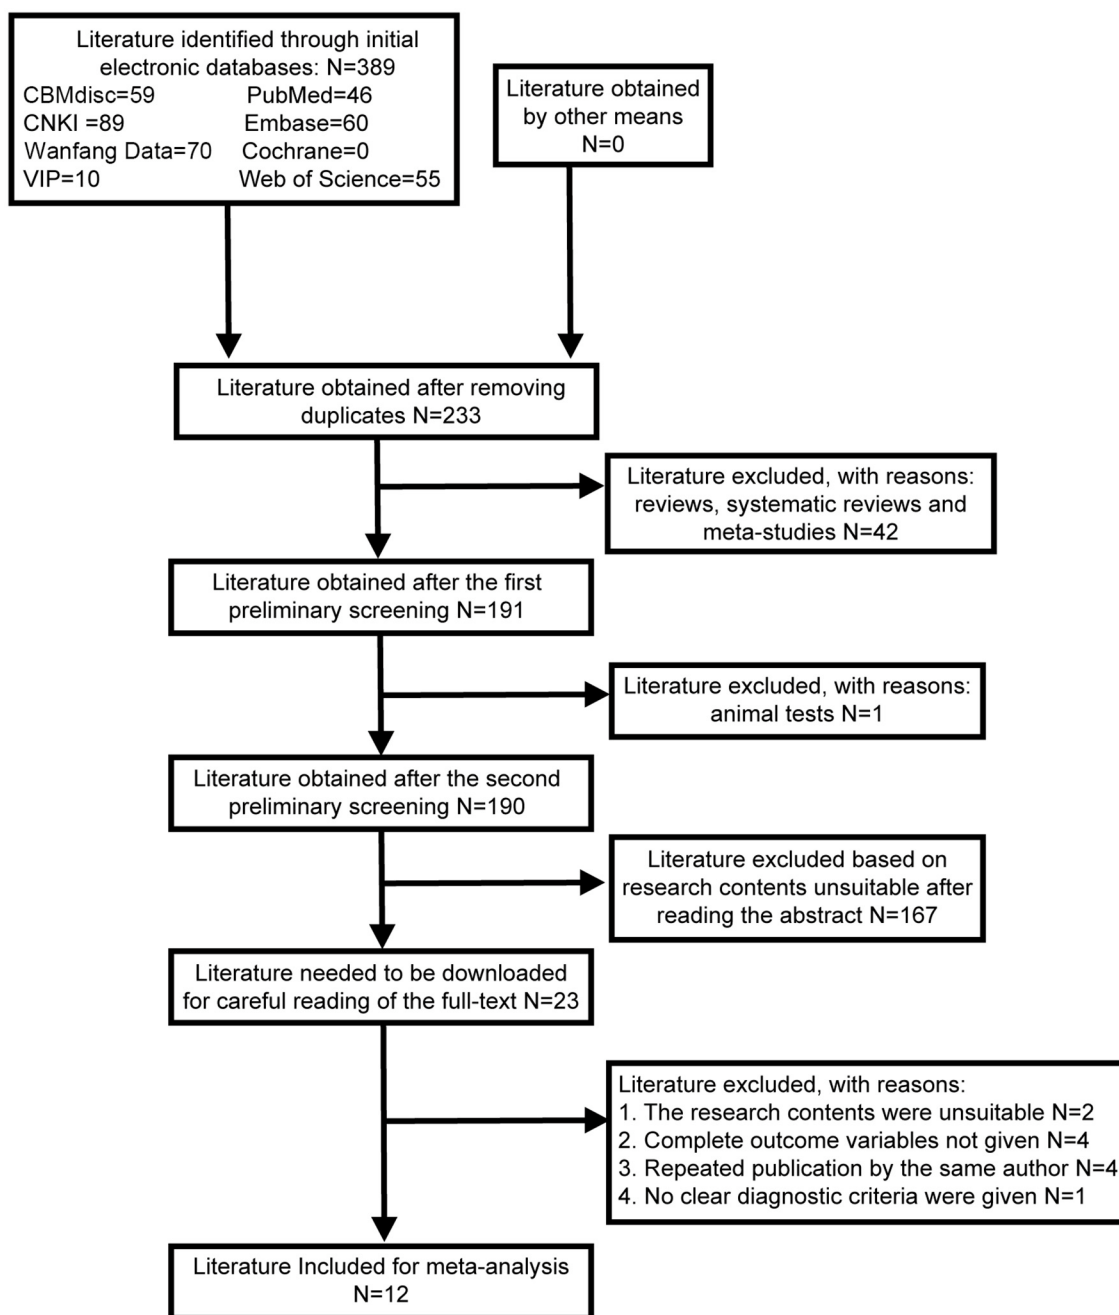 Literature identified through initial
electronic databases: N=389
CBMdisc=59 PubMed=46
CNKI =89 Embase=60
Wanfang Data=70 Cochrane=0
VIP=10 Web of Science=55
Literature obtained
by other means
N=0
Literature obtained after removing
duplicates N=233
Literature excluded, with reasons:
reviews, systematic reviews and
meta-studies N=42
Literature obtained after the first
preliminary screening N=191
Literature excluded, with reasons:
animal tests N=1
Literature obtained after the second
preliminary screening N=190
Literature excluded based on
research contents unsuitable after
reading the abstract N=167
Literature needed to be downloaded
for careful reading of the full-text N=23
Literature excluded, with reasons:
1. The research contents were unsuitable N=2
2. Complete outcome variables not given N=4
3. Repeated publication by the same author N=4
4. No clear diagnostic criteria were given N=1
Literature Included for meta-analysis
N=12